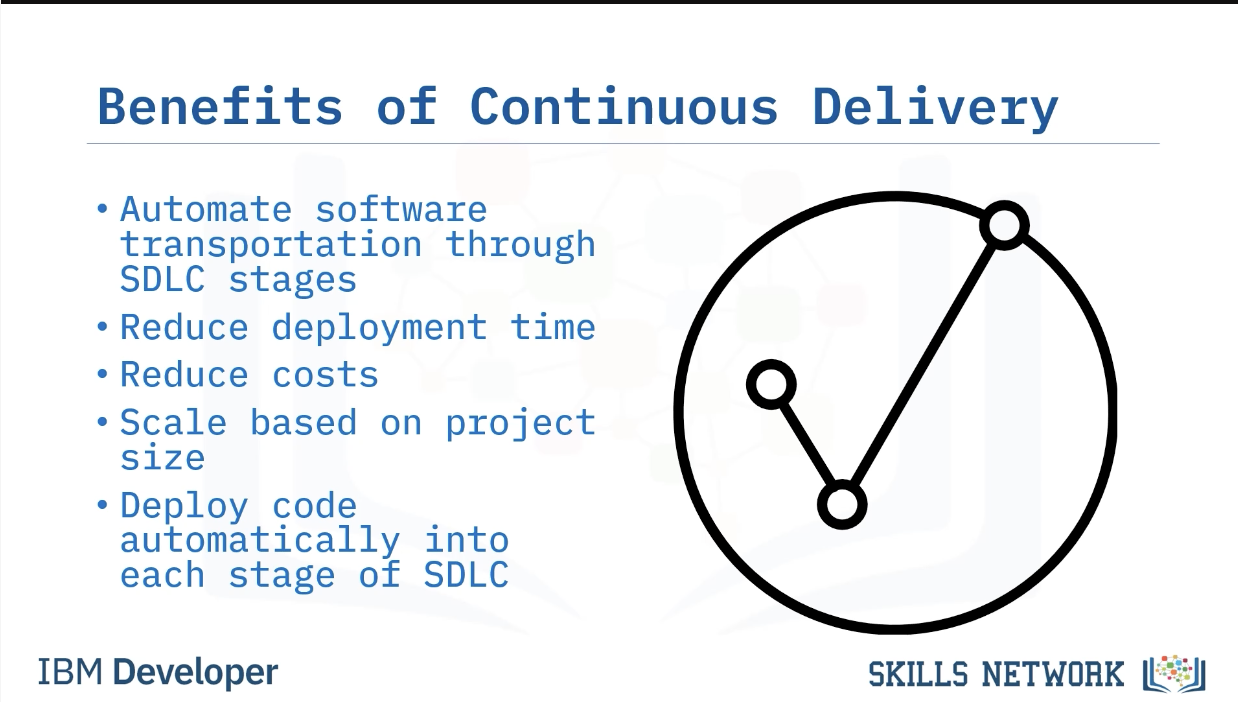 Benefits of Continuous Delivery
• Automate software
transportation through
SDLC stages
• Reduce deployment time
• Reduce costs
• Scale based on project
size
• Deploy code
automatically into
each stage of SDLC
IBM Developer
SKILLS NETWORK